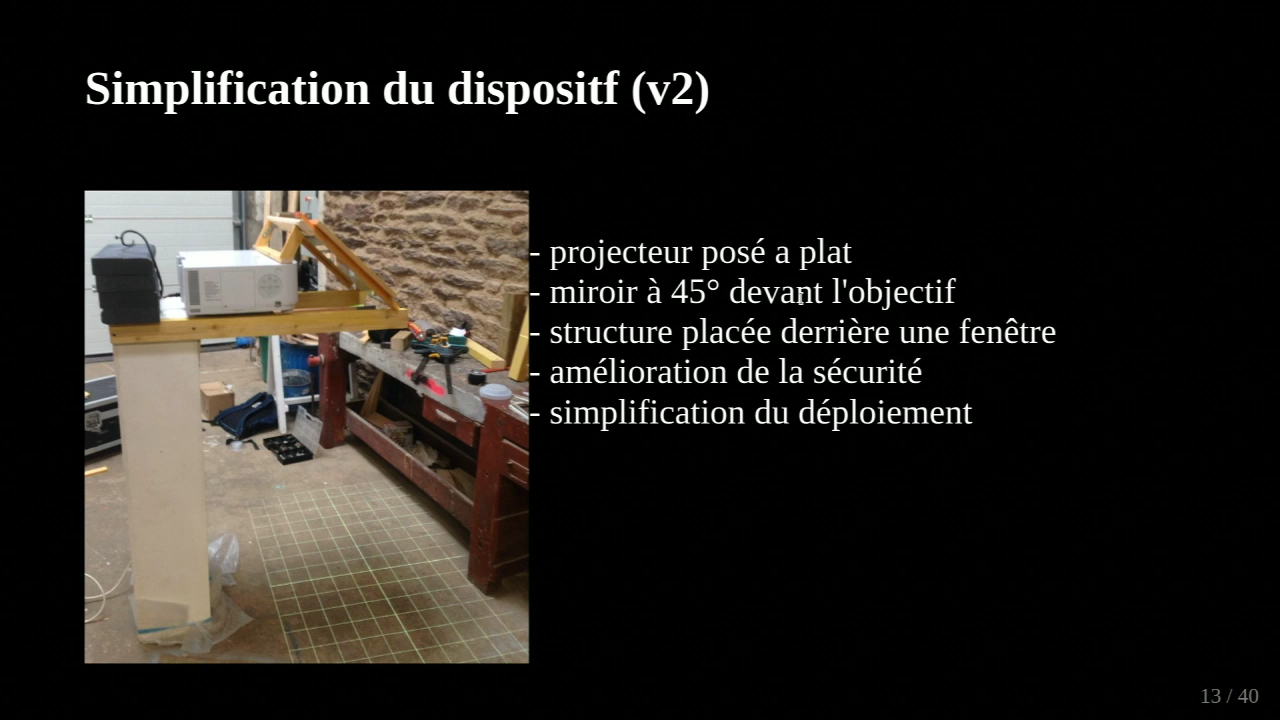 Simplification du dispositf (v2)
- projecteur posé a plat
- miroir à 45° devant l'objectif
- structure placée derrière une fenêtre
- amélioration de la sécurité
- simplification du déploiement
13 / 40